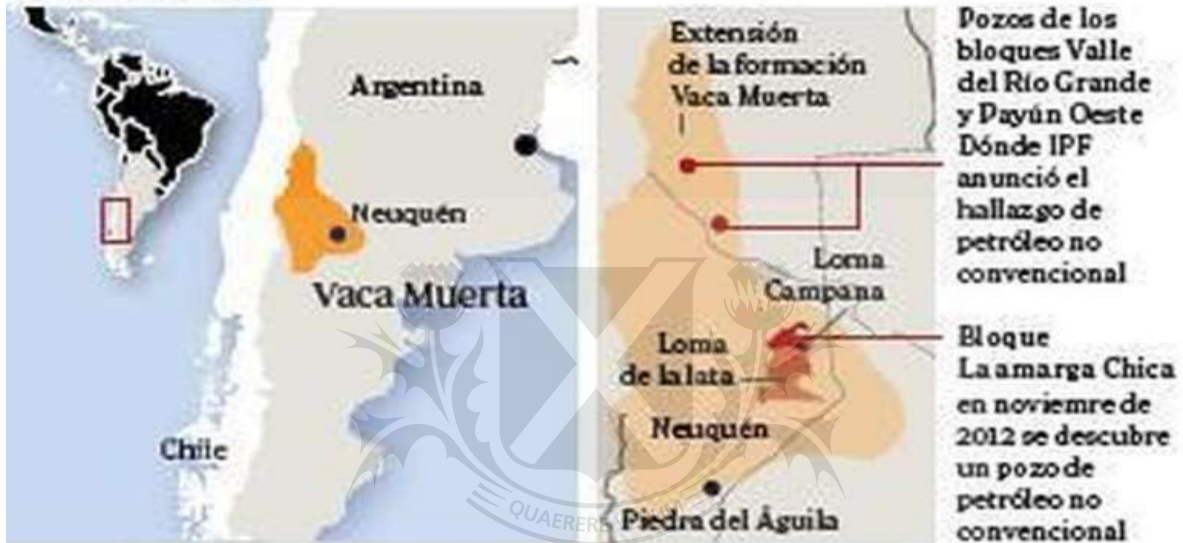 Argentina
Neuquén
Vaca Muerta
Chile
Extensión
de la formación
Vaca Muerta
Loma
Campana
Loma
de la lata
Neuquén
Piedra del Águila
Pozos de los
bloques Valle
del Río Grande
y Payún Oeste
Dónde IPF
anunció el
hallazgo de
petróleo no
convencional
Bloque
La amarga Chica
en noviemre de
2012 se descubre
un pozo de
petróleo no
convencional
QUAERERE